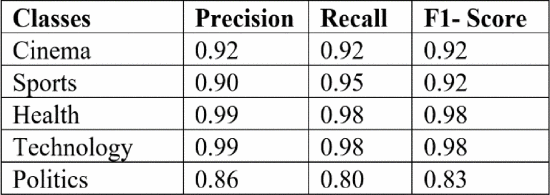 Classes Precision Recall F1- Score
Cinema 0.92 0.92 0.92
Sports 0.90 0.95 0.92
Health 0.99 0.98 0.98
Technology 0.99 0.98 0.98
Politics 0.86 0.80 0.83